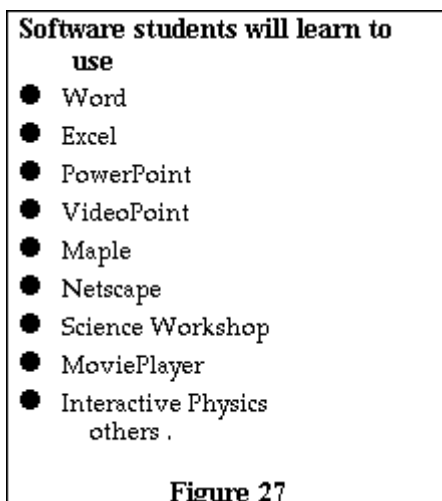 Software students will learn to
use
● Word
● Excel
● PowerPoint
● VideoPoint
● Maple
● Netscape
● Science Workshop
● MoviePlayer
● Interactive Physics
others .
Figure 27